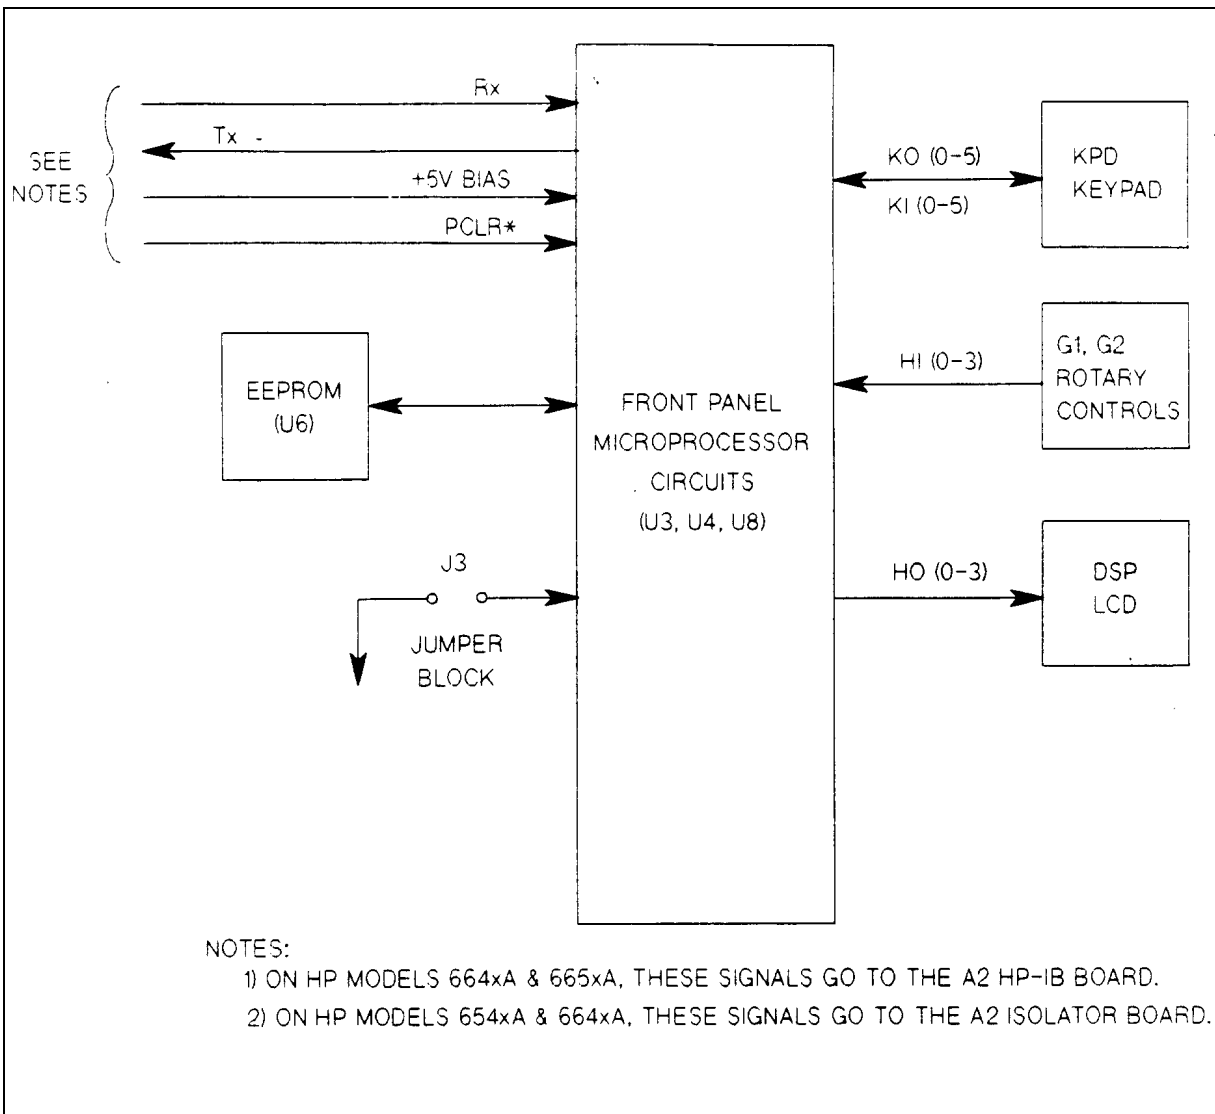 Rx
Tx
SEE
NOTES
+5V BIAS
PCLR*
KO (0-5)
KI (0-5)
KPD
KEYPAD
EEPROM
(U6)
FRONT PANEL
MICROPROCESSOR
CIRCUITS
(U3, U4, U8)
HI (0-3)
G1, G2
ROTARY
CONTROLS
J3
JUMPER
BLOCK
HO (0-3)
DSP
LCD
NOTES:
1) ON HP MODELS 664xA & 665xA, THESE SIGNALS GO TO THE A2 HP-IB BOARD.
2) ON HP MODELS 654xA & 664xA, THESE SIGNALS GO TO THE A2 ISOLATOR BOARD.